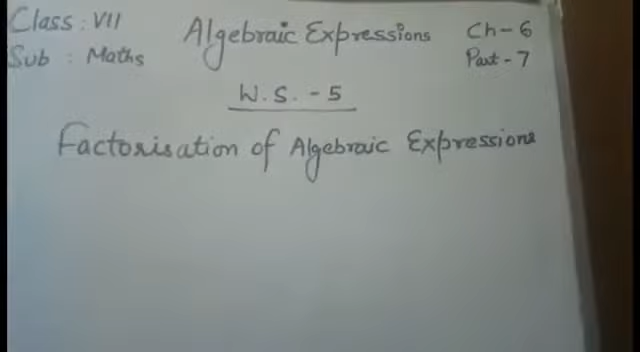 Class : VII Algebraic Expressions Ch-6
Sub : Maths Part-7
W.S. - 5
Factorisation of Algebraic Expressions